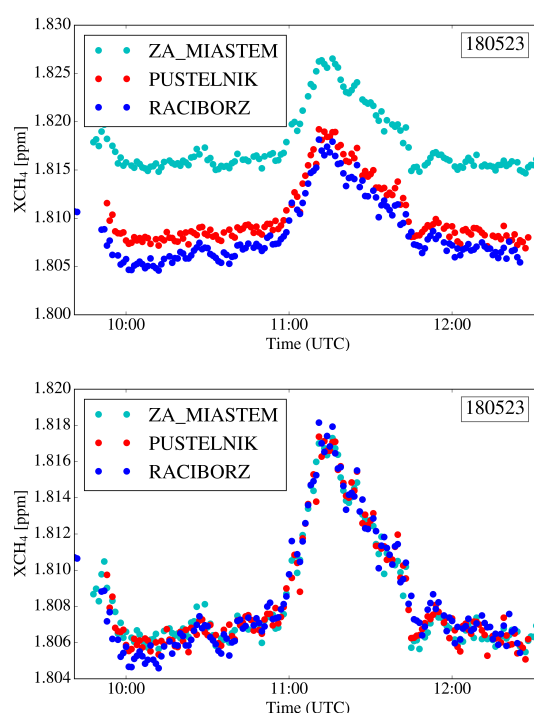 1.830
1.825
1.820
1.815
1.810
1.805
1.800
XCH4 [ppm]
ZA_MIASTEM
PUSTELNIK
RACIBORZ
180523
10:00 11:00 12:00
Time (UTC)
1.820
1.818
1.816
1.814
1.812
1.810
1.808
1.806
1.804
XCH4 [ppm]
ZA_MIASTEM
PUSTELNIK
RACIBORZ
180523
10:00 11:00 12:00
Time (UTC)